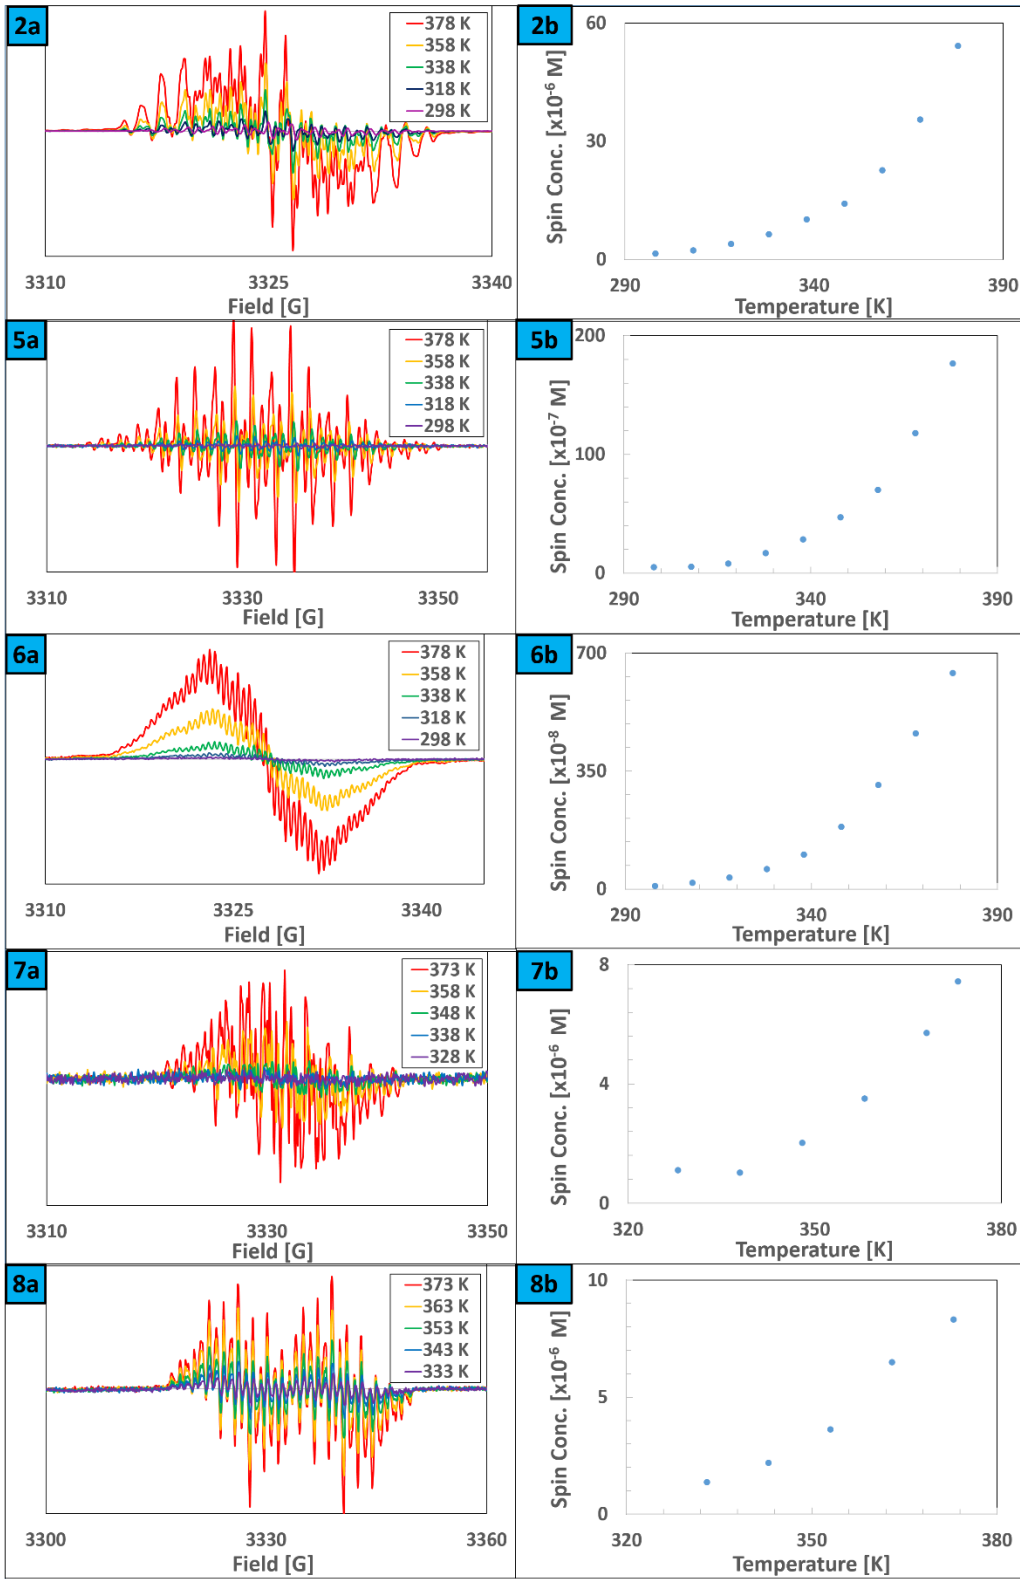 2a
378 K
358 K
338 K
318 K
298 K
3310
3325
3340
Field [G]
2b
Spin Conc. [x10⁻⁶ M]
60
30
0
290
340
390
Temperature [K]
5a
378 K
358 K
338 K
318 K
298 K
3310
3330
3350
Field [G]
5b
Spin Conc. [x10⁻⁷ M]
200
100
0
290
340
390
Temperature [K]
6a
378 K
358 K
338 K
318 K
298 K
3310
3325
3340
Field [G]
6b
Spin Conc. [x10⁻⁸ M]
700
350
0
290
340
390
Temperature [K]
7a
373 K
358 K
348 K
338 K
328 K
3310
3330
3350
Field [G]
7b
Spin Conc. [x10⁻⁶ M]
8
4
0
320
350
380
Temperature [K]
8a
373 K
363 K
353 K
343 K
333 K
3300
3330
3360
Field [G]
8b
Spin Conc. [x10⁻⁶ M]
10
5
0
320
350
380
Temperature [K]